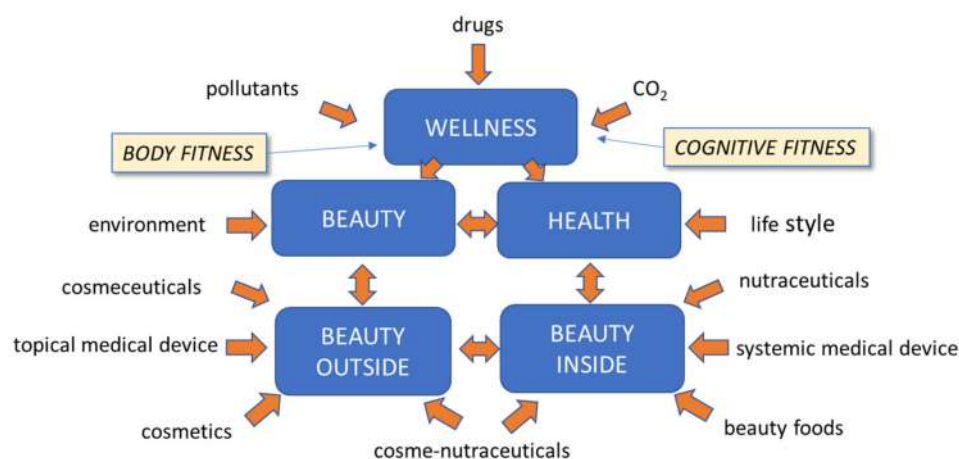 drugs
pollutants
CO₂
WELLNESS
BODY FITNESS
COGNITIVE FITNESS
environment
BEAUTY
HEALTH
life style
cosmeceuticals
nutraceuticals
topical medical device
BEAUTY
OUTSIDE
BEAUTY
INSIDE
systemic medical device
cosmetics
cosme-nutraceuticals
beauty foods